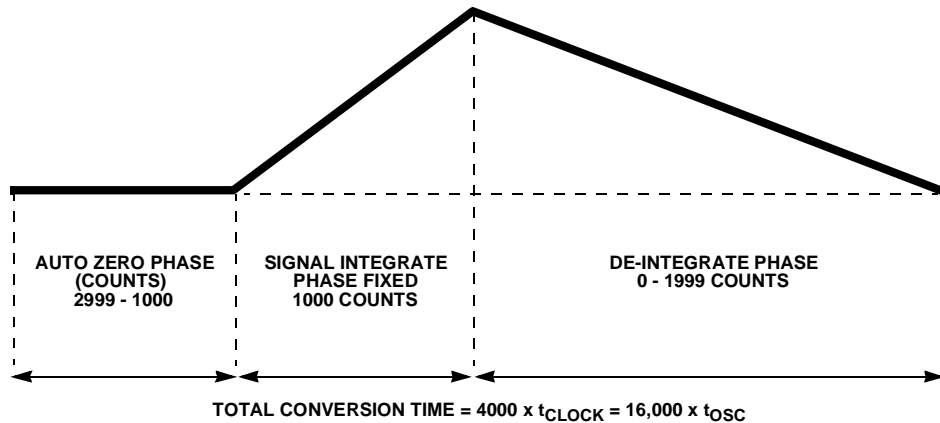 AUTO ZERO PHASE
(COUNTS)
2999 - 1000
SIGNAL INTEGRATE
PHASE FIXED
1000 COUNTS
DE-INTEGRATE PHASE
0 - 1999 COUNTS
TOTAL CONVERSION TIME = 4000 x tCLOCK = 16,000 x tOSC